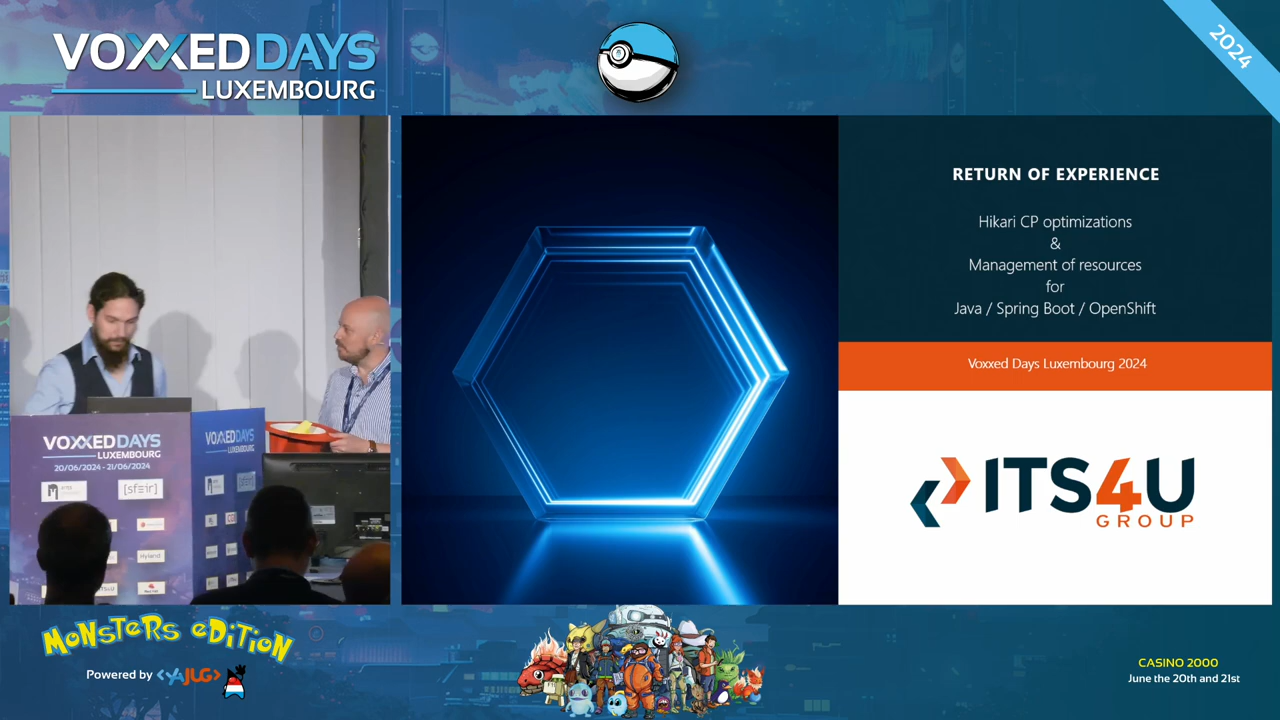 VOXXEDDAYS
LUXEMBOURG
2024
RETURN OF EXPERIENCE
Hikari CP optimizations
&
Management of resources
for
Java / Spring Boot / OpenShift
Voxxed Days Luxembourg 2024
ITS4U
GROUP
VOXXEDDAYS
LUXEMBOURG
20/06/2024 - 21/06/2024
[sfeir]
Hyland
VOXXEDDAYS
LUXEMBOURG
[sfeir]
MONSTERS EDITION
Powered by <YAJUG>
CASINO 2000
June the 20th and 21st